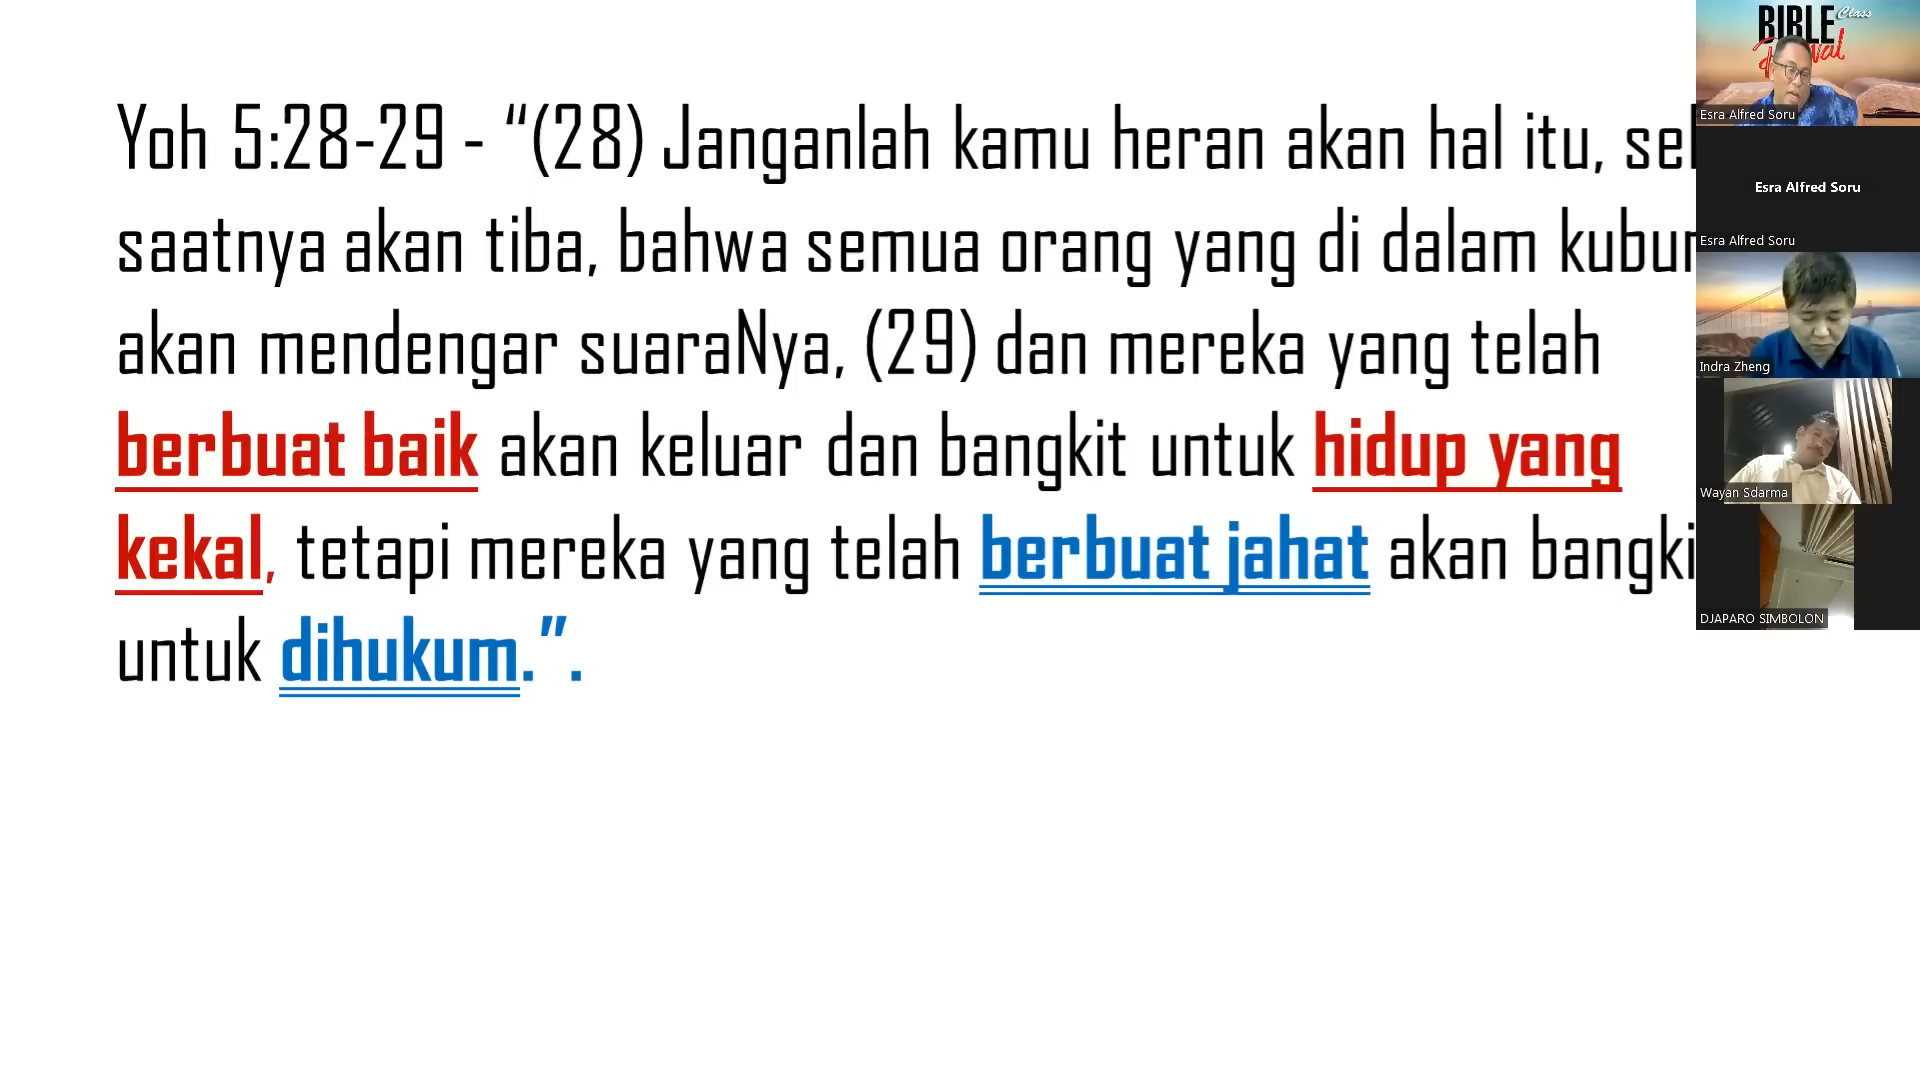 Yoh 5:28-29 - “(28) Janganlah kamu heran akan hal itu,
saatnya akan tiba, bahwa semua orang yang di dalam kubur
akan mendengar suaraNya, (29) dan mereka yang telah
berbuat baik akan keluar dan bangkit untuk hidup yang
kekal, tetapi mereka yang telah berbuat jahat akan
untuk dihukum.”.
BIBLE Class
Esra Alfred Soru
Esra Alfred Soru
Esra Alfred Soru
Indra Zheng
Wayan Sdarma
DJAPARO SIMBOLON